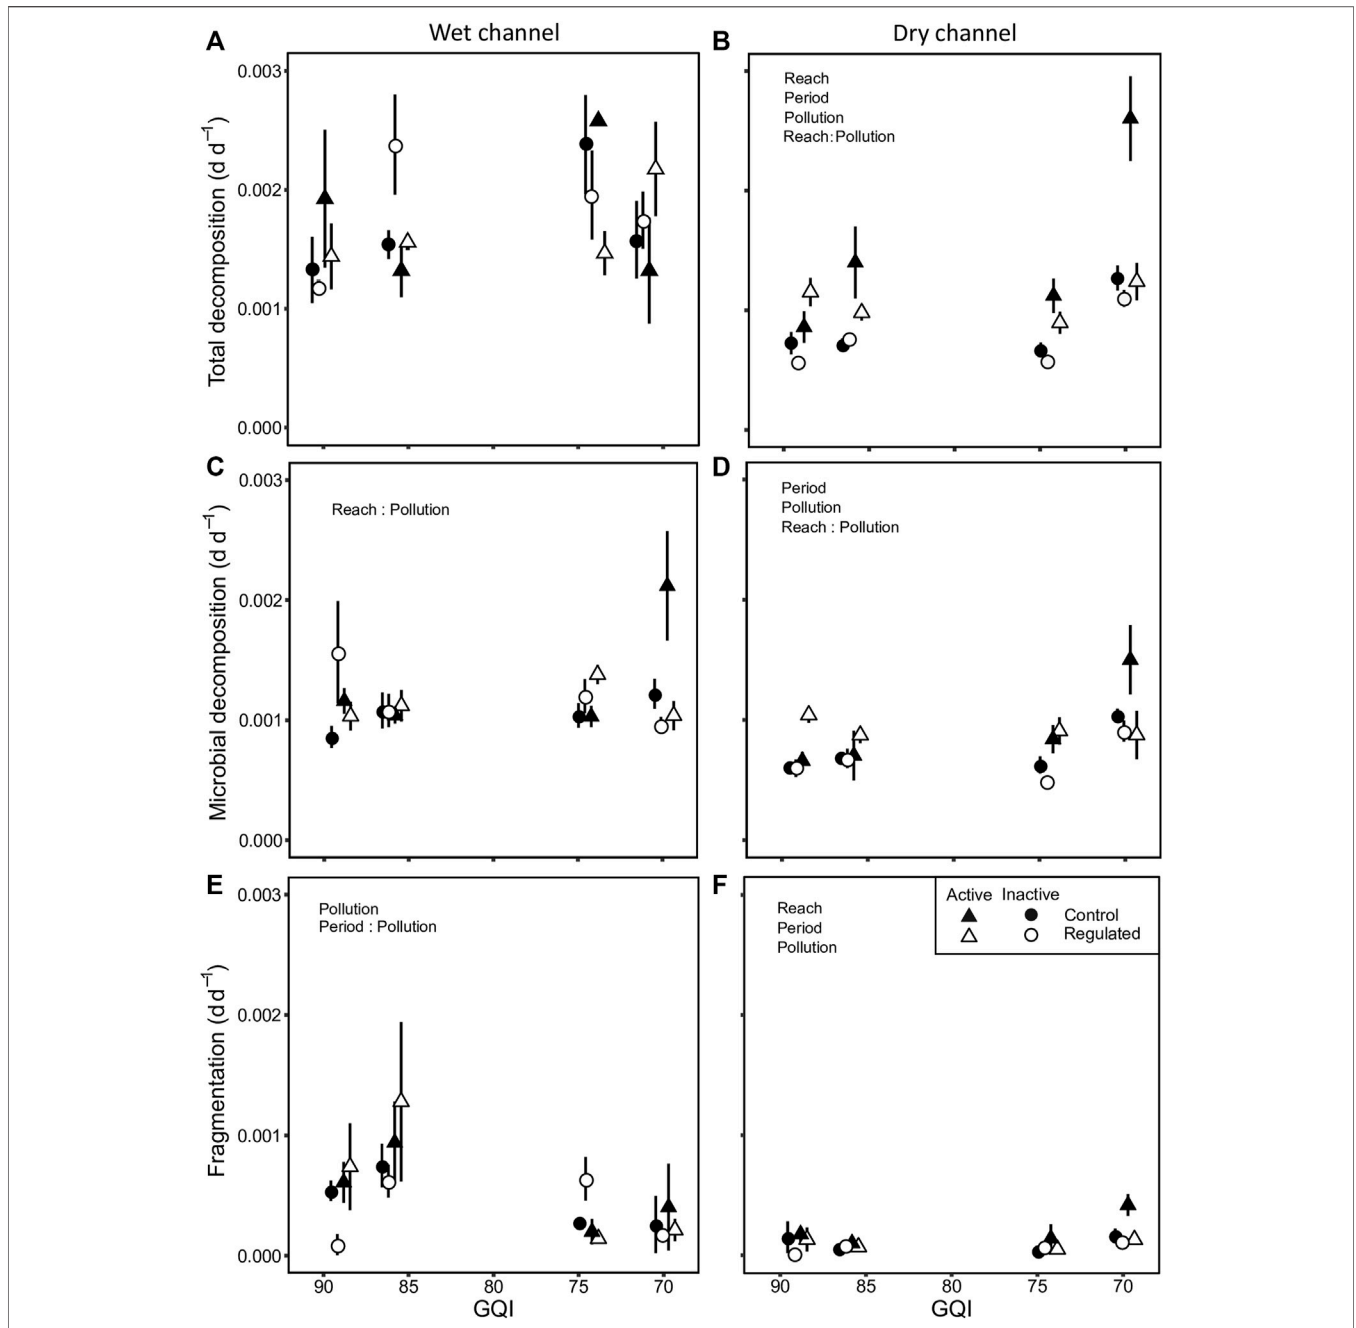 A
Wet channel
B
Dry channel
Total decomposition (d d⁻¹)
0.003
0.002
0.001
0.000
Reach
Period
Pollution
Reach:Pollution
C
D
Microbial decomposition (d d⁻¹)
0.003
0.002
0.001
0.000
Reach : Pollution
Period
Pollution
Reach : Pollution
E
F
Fragmentation (d d⁻¹)
0.003
0.002
0.001
0.000
Pollution
Period : Pollution
Reach
Period
Pollution
Active Inactive
Control
Regulated
90 85 80 75 70
GQI
90 85 80 75 70
GQI